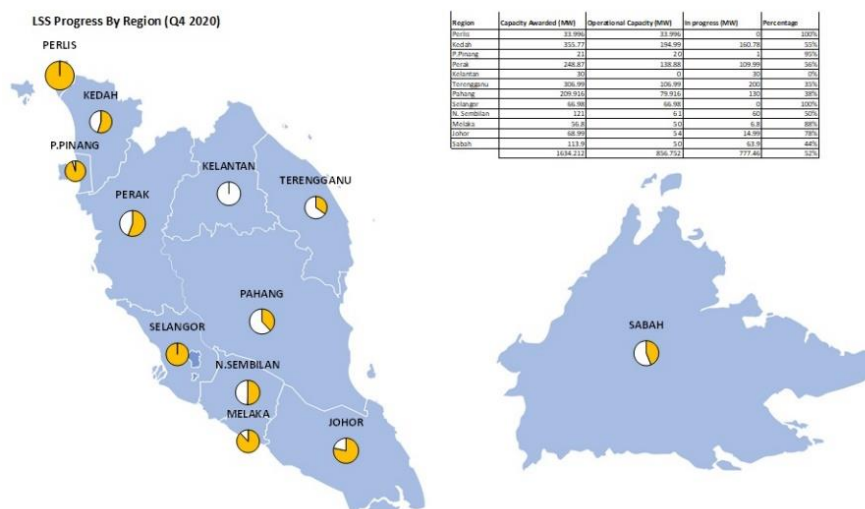 LSS Progress By Region (Q4 2020)
Region Capacity Awarded (MW) Operational Capacity (MW) In progress (MW) Percentage
Perlis 33.996 33.996 0 100%
Kedah 355.77 194.99 160.78 55%
P.Pinang 21 20 1 95%
Perak 248.87 138.88 109.99 56%
Kelantan 30 0 30 0%
Terengganu 306.99 106.99 200 35%
Pahang 209.916 79.916 130 38%
Selangor 66.98 66.98 0 100%
N. Sembilan 121 61 60 50%
Melaka 56.8 50 6.8 88%
Johor 68.99 54 14.99 78%
Sabah 113.9 50 63.9 44%
1634.212 856.752 777.46 52%
PERLIS
KEDAH
P.PINANG
KELANTAN
TERENGGANU
PERAK
PAHANG
SELANGOR
N.SEMBILAN
MELAKA
JOHOR
SABAH